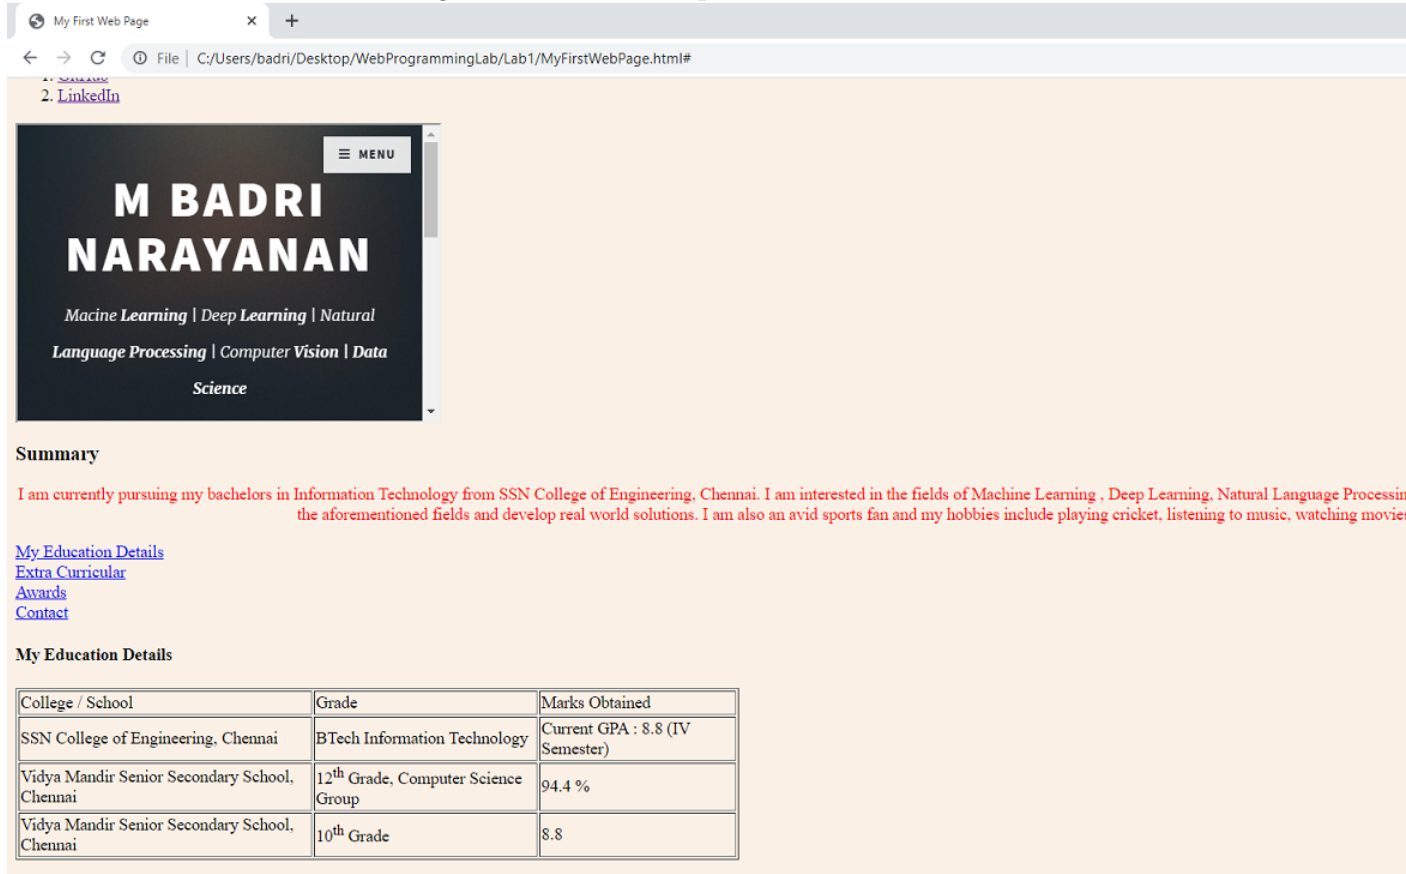 My First Web Page
File | C:/Users/badri/Desktop/WebProgrammingLab/Lab1/MyFirstWebPage.html#
1. GitHub
2. LinkedIn
MENU
M BADRI
NARAYANAN
Macine Learning | Deep Learning | Natural
Language Processing | Computer Vision | Data
Science
Summary
I am currently pursuing my bachelors in Information Technology from SSN College of Engineering, Chennai. I am interested in the fields of Machine Learning , Deep Learning, Natural Language Processin
the aforementioned fields and develop real world solutions. I am also an avid sports fan and my hobbies include playing cricket, listening to music, watching movies
My Education Details
Extra Curricular
Awards
Contact
My Education Details
College / School Grade Marks Obtained
SSN College of Engineering, Chennai BTech Information Technology Current GPA : 8.8 (IV
Semester)
Vidya Mandir Senior Secondary School, 12th Grade, Computer Science 94.4 %
Chennai Group
Vidya Mandir Senior Secondary School, 10th Grade 8.8
Chennai